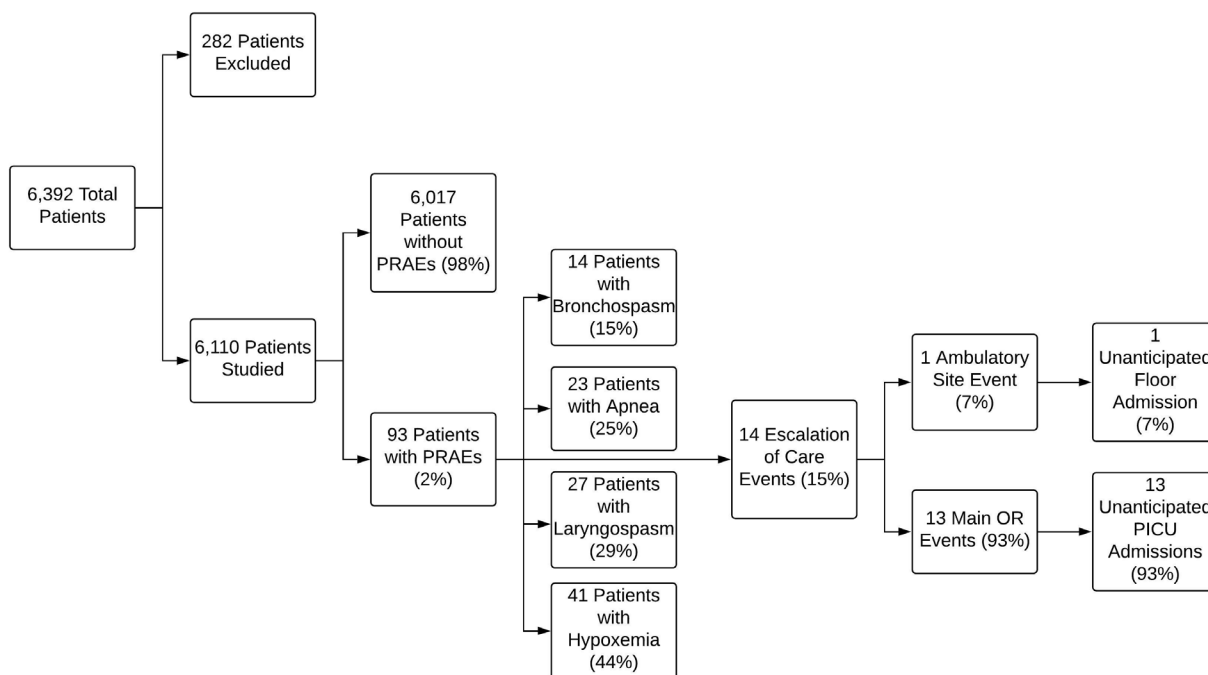 282 Patients
Excluded
6,392 Total
Patients
6,110 Patients
Studied
6,017
Patients
without
PRAEs (98%)
93 Patients
with PRAEs
(2%)
14 Patients
with
Bronchospasm
(15%)
23 Patients
with Apnea
(25%)
27 Patients
with
Laryngospasm
(29%)
41 Patients
with
Hypoxemia
(44%)
14 Escalation
of Care
Events (15%)
1 Ambulatory
Site Event
(7%)
13 Main OR
Events (93%)
1
Unanticipated
Floor
Admission
(7%)
13
Unanticipated
PICU
Admissions
(93%)